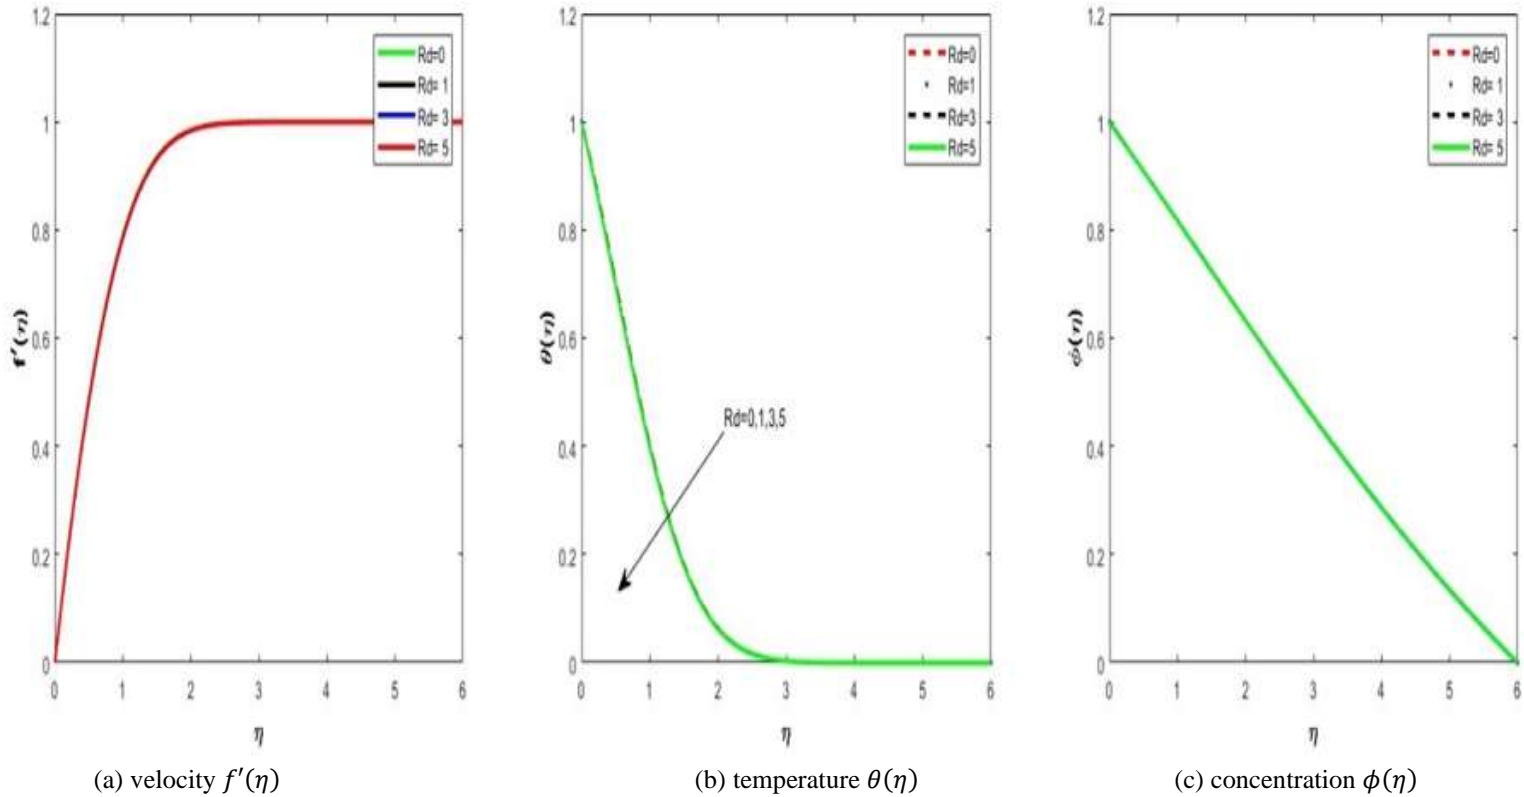 1.2
1
0.8
0.6
0.4
0.2
0
f′(η)
0 1 2 3 4 5 6
η
Rd=0
Rd= 1
Rd= 3
Rd= 5
(a) velocity f′(η)
1.2
1
0.8
0.6
0.4
0.2
0
θ(η)
0 1 2 3 4 5 6
η
Rd=0
Rd=1
Rd=3
Rd=5
Rd=0,1,3,5
(b) temperature θ(η)
1.2
1
0.8
0.6
0.4
0.2
0
ϕ(η)
0 1 2 3 4 5 6
η
Rd=0
Rd= 1
Rd= 3
Rd= 5
(c) concentration ϕ(η)